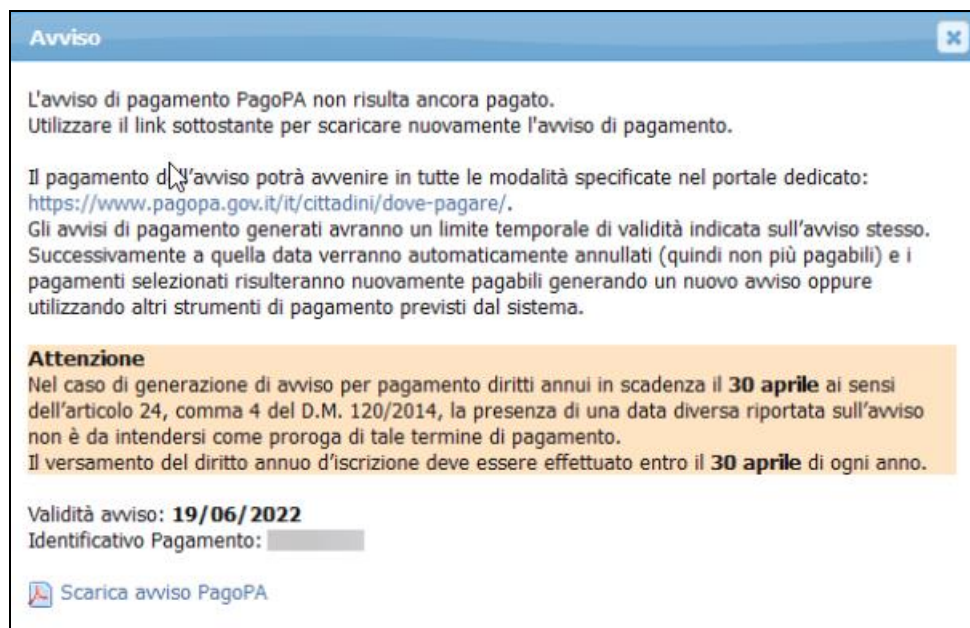 Avviso
L'avviso di pagamento PagoPA non risulta ancora pagato.
Utilizzare il link sottostante per scaricare nuovamente l'avviso di pagamento.
Il pagamento dell'avviso potrà avvenire in tutte le modalità specificate nel portale dedicato:
https://www.pagopa.gov.it/it/cittadini/dove-pagare/.
Gli avvisi di pagamento generati avranno un limite temporale di validità indicata sull'avviso stesso.
Successivamente a quella data verranno automaticamente annullati (quindi non più pagabili) e i
pagamenti selezionati risulteranno nuovamente pagabili generando un nuovo avviso oppure
utilizzando altri strumenti di pagamento previsti dal sistema.
Attenzione
Nel caso di generazione di avviso per pagamento diritti annui in scadenza il 30 aprile ai sensi
dell'articolo 24, comma 4 del D.M. 120/2014, la presenza di una data diversa riportata sull'avviso
non è da intendersi come proroga di tale termine di pagamento.
Il versamento del diritto annuo d'iscrizione deve essere effettuato entro il 30 aprile di ogni anno.
Validità avviso: 19/06/2022
Identificativo Pagamento:
Scarica avviso PagoPA